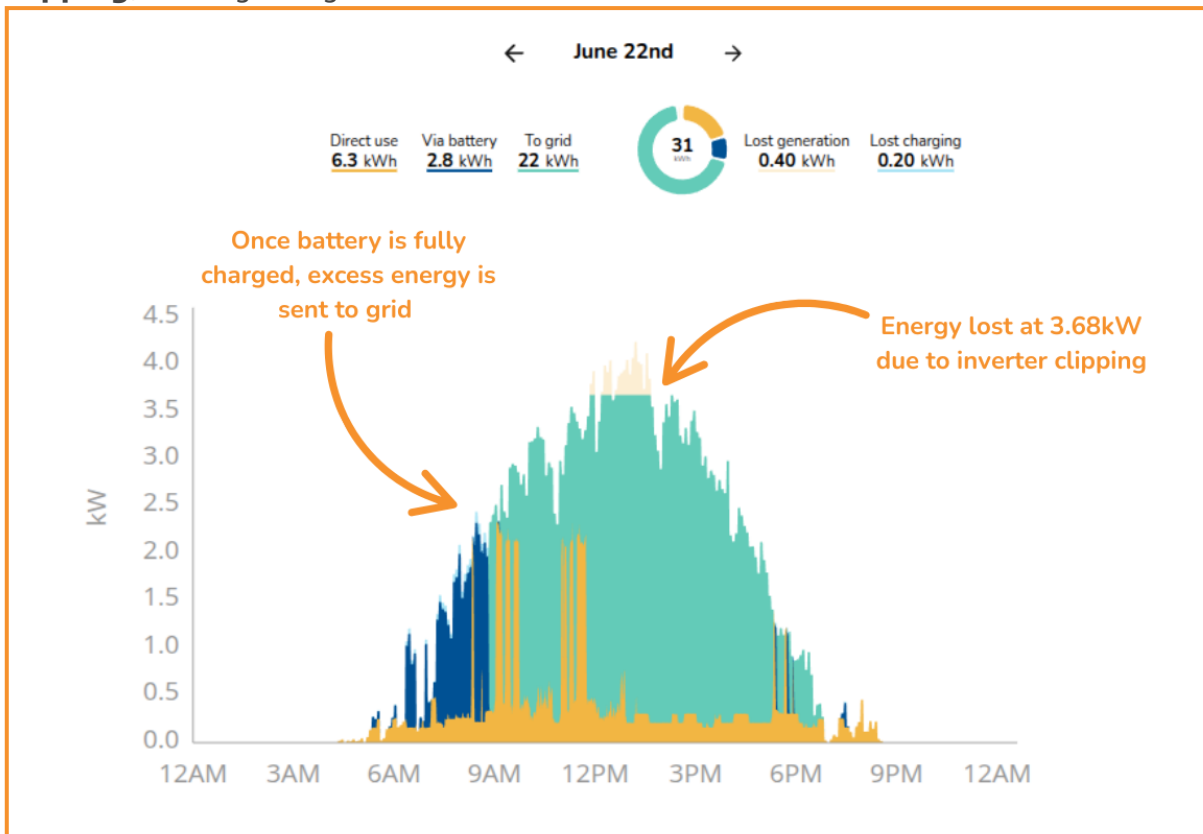 ← June 22nd →
Direct use Via battery To grid 31 Lost generation Lost charging
6.3 kWh 2.8 kWh 22 kWh kWh 0.40 kWh 0.20 kWh
Once battery is fully
charged, excess energy is
sent to grid
Energy lost at 3.68kW
due to inverter clipping
kW
4.5
4.0
3.5
3.0
2.5
2.0
1.5
1.0
0.5
0.0
12AM 3AM 6AM 9AM 12PM 3PM 6PM 9PM 12AM